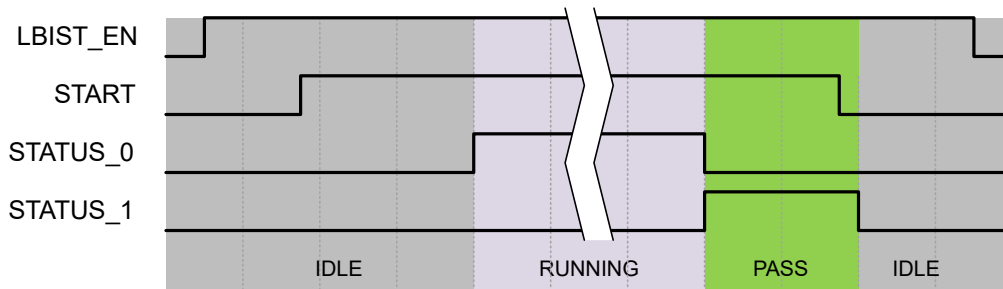 LBIST_EN
START
STATUS_0
STATUS_1
IDLE RUNNING PASS IDLE